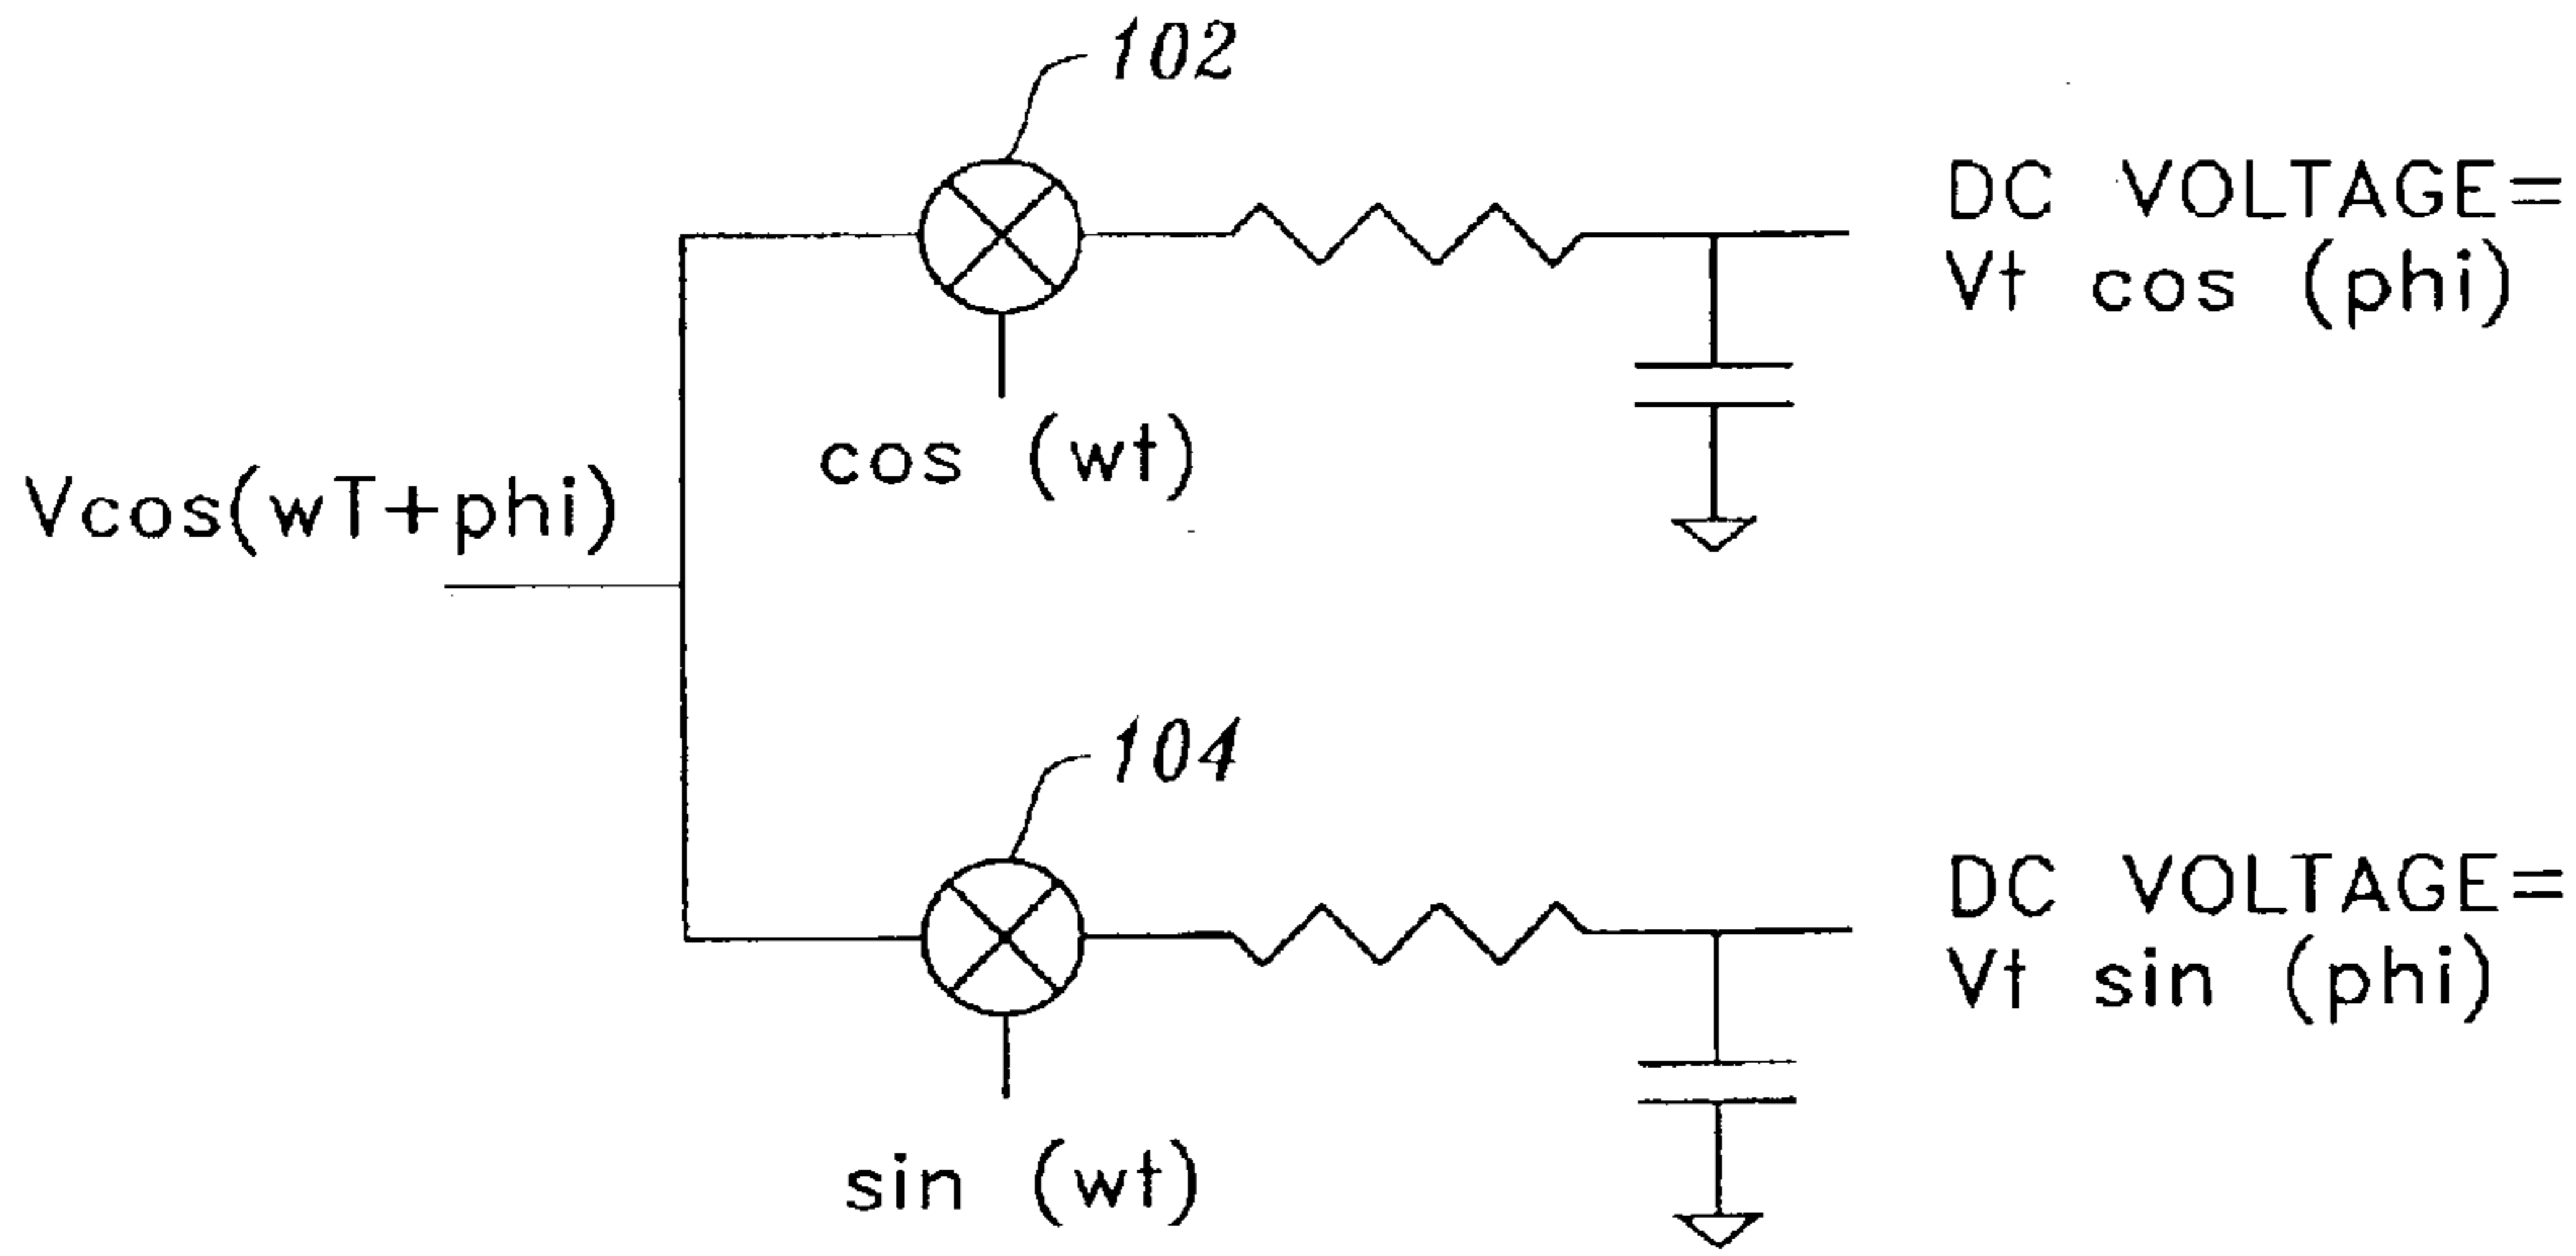 102
DC VOLTAGE=
Vt cos (phi)
cos (wt)
Vcos(wT+phi)
104
DC VOLTAGE=
Vt sin (phi)
sin (wt)